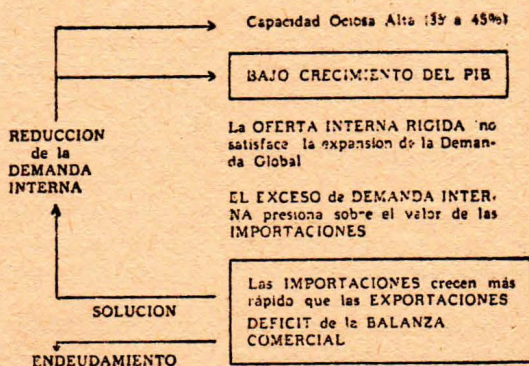 Capacidad Ociosa Alta (35 a 45%)
BAJO CRECIMIENTO DEL PIB
La OFERTA INTERNA RIGIDA no
satisface la expansion de la Deman-
da Global
REDUCCION
de la
DEMANDA
INTERNA
EL EXCESO de DEMANDA INTER-
NA presiona sobre el valor de las
IMPORTACIONES
Las IMPORTACIONES crecen más
rápido que las EXPORTACIONES
DEFICIT de la BALANZA
COMERCIAL
SOLUCION
ENDEUDAMIENTO